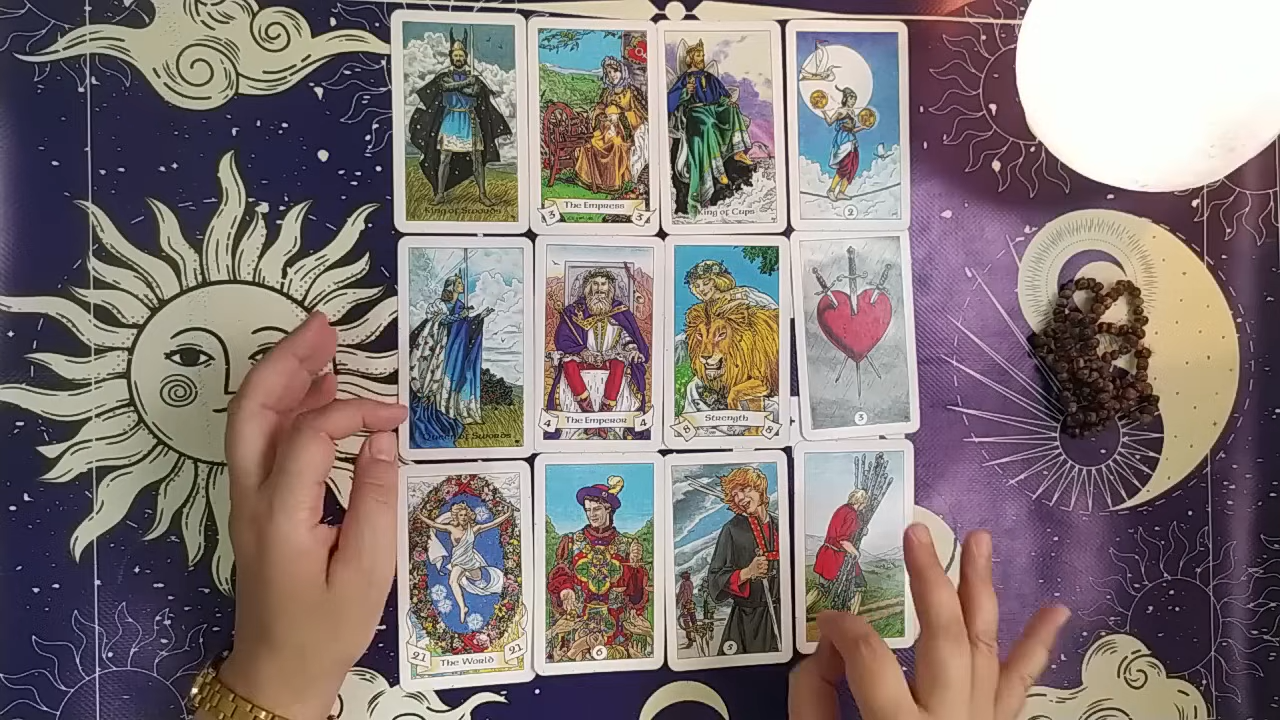 King of Swords
3 The Empress 3
King of Cups
2
Queen of Swords
4 The Emperor 4
8 Strength 8
3
21 The World 21
6
5